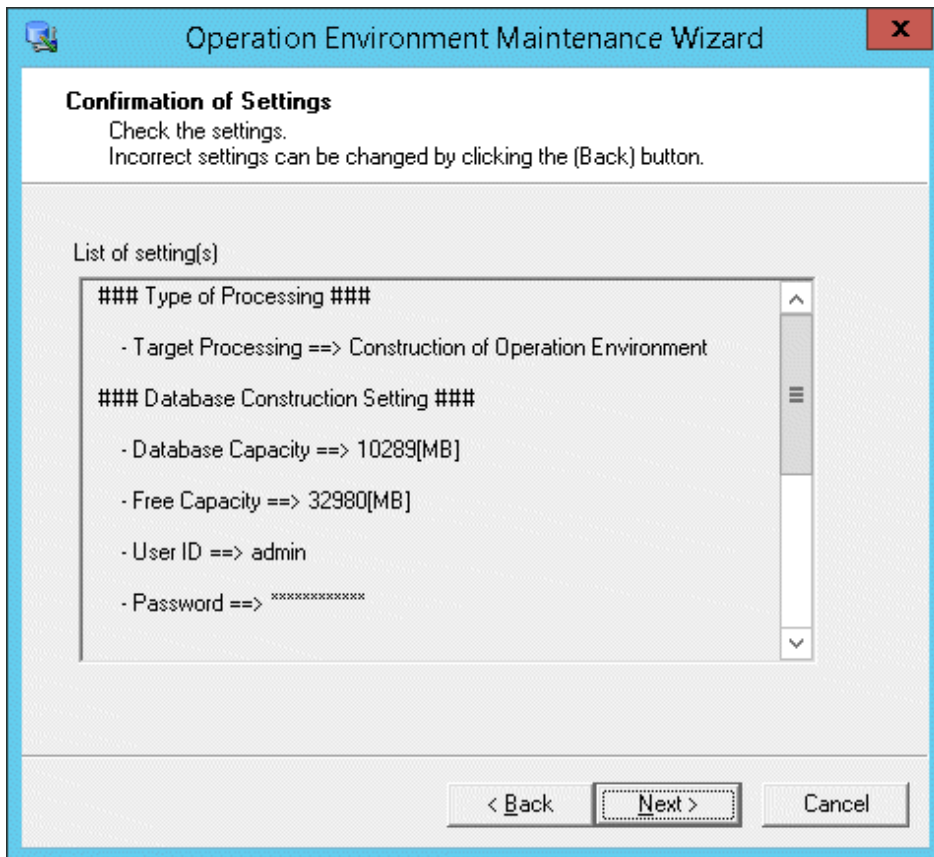 Operation Environment Maintenance Wizard
x
Confirmation of Settings
Check the settings.
Incorrect settings can be changed by clicking the (Back) button.
List of setting(s)
### Type of Processing ###
- Target Processing ==> Construction of Operation Environment
### Database Construction Setting ###
- Database Capacity ==> 10289[MB]
- Free Capacity ==> 32980[MB]
- User ID ==> admin
- Password ==> ************
< Back
Next >
Cancel